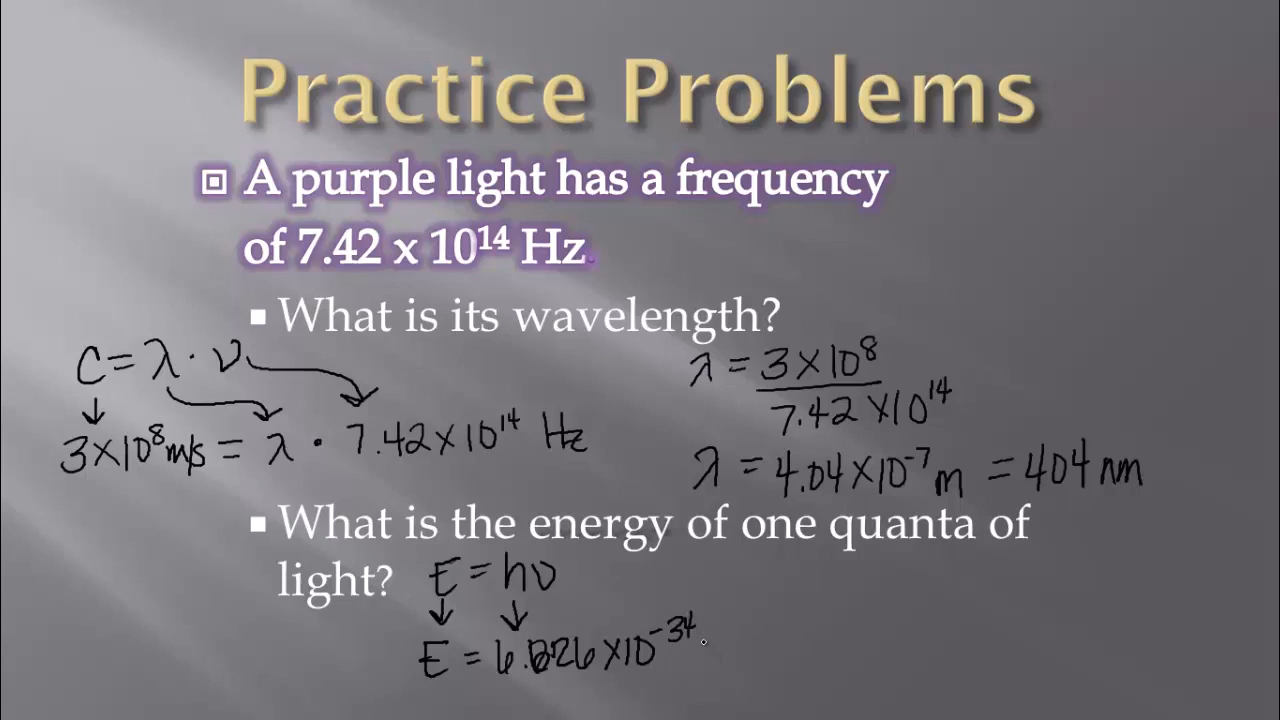 Practice Problems
A purple light has a frequency
of 7.42 x 10¹⁴ Hz.
What is its wavelength?
C = λ · ν
3×10⁸ m/s = λ · 7.42×10¹⁴ Hz
λ = 3×10⁸ / 7.42×10¹⁴
λ = 4.04×10⁻⁷ m = 404 nm
What is the energy of one quanta of
light? E = hν
E = 6.626×10⁻³⁴